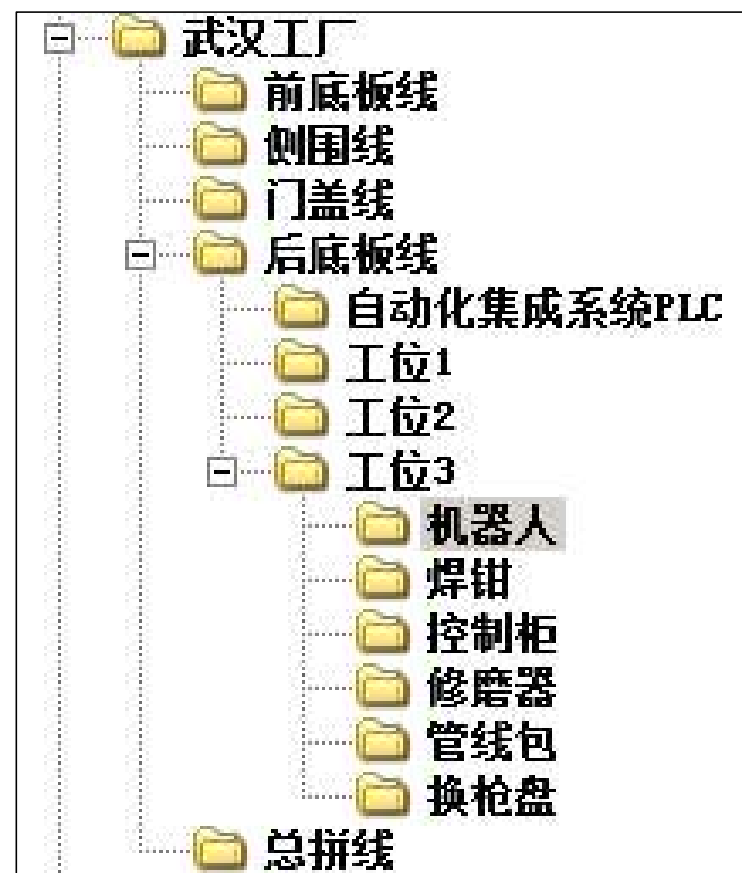 武汉工厂
前底板线
侧围线
门盖线
后底板线
自动化集成系统PLC
工位1
工位2
工位3
机器人
焊钳
控制柜
修磨器
管线包
换枪盘
总拼线